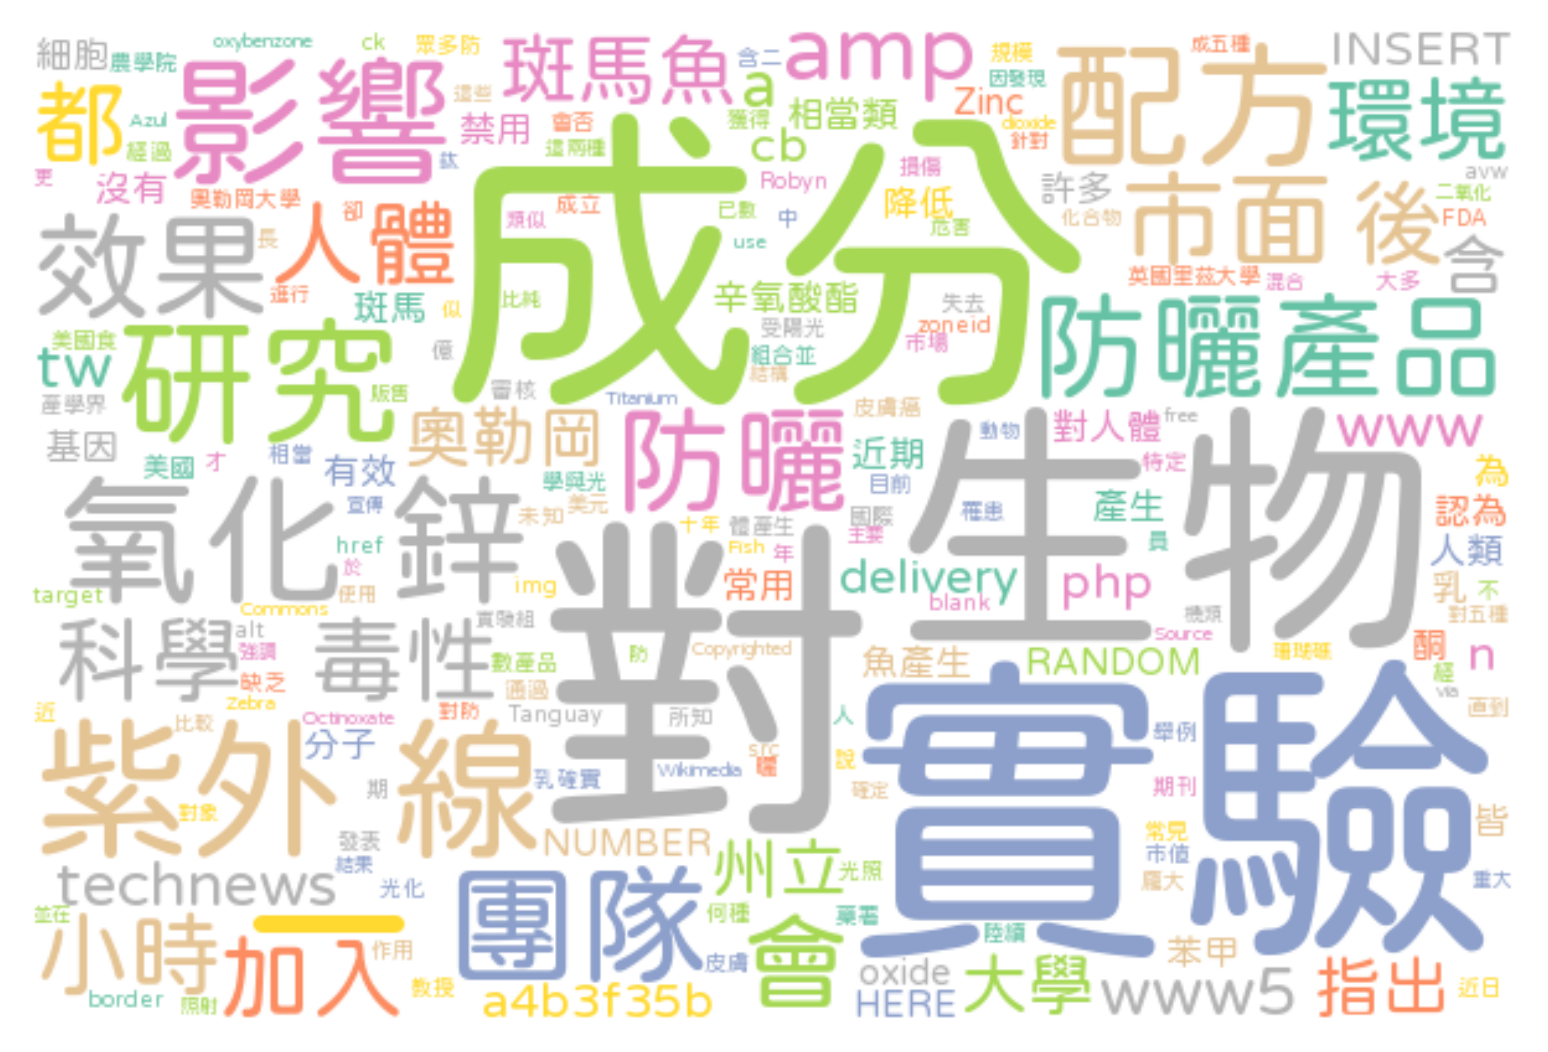 細胞 農學院 oxybenzone ck 眾多防 斑馬魚 含二 amp 規模 成五種 INSERT
都 影響 這些 a 因發現 配方 環境
Azul 經過 禁用 會否 獲得 相當類 Zinc dioxide 針對
更 沒有 鈦 這兩種 cb 損傷 avw
奧勒岡大學 卻 成立 Robyn 降低 許多 市面 後 二氧化
效果 長 人體 類似 成分 已數 中 危害 化合物 FDA
進行 use 英國里茲大學 混合 大多 含
斑馬 似 比純 辛氧酸酯 失去 防曬產品
美國食 研究 億 受陽光 zoneid 市場
tw 組合並 結構
產學界 販售 審核 Titanium 皮膚癌
基因 奧勒岡 防曬 近期 動物 對人體 free www
美國 才 相當 有效 學與光 目前 生物 特定 為
氧化 鋅 宣傳 未知 美元 十年 體產生 國際 罹患 產生 認為
href 於 Fish 年 主要 員 人類
target Commons 使用 img 對 常用 delivery blank php 機類 乳 不 對五種
科學 alt 強調 毒性 實驗組 防 Copyrighted Source 珊瑚礁 酮 n
缺乏 數產品 魚產生 RANDOM 經 via
近 Zebra Octinoxate 對防 通過 Tanguay 所知 人 直到
紫外 比較 分子 線 src 曬 說 實驗 舉例
對象 期 乳確實 Wikimedia 確定 期刊
發表 NUMBER 州立 常見 皆
technews 結果 光化 光照 市值 龐大 重大
並在 團隊 何種 藥署
小時 加入 作用 皮膚 會 陸續 苯甲
border 照射 教授 a4b3f35b oxide HERE 大學 www5 指出 近日